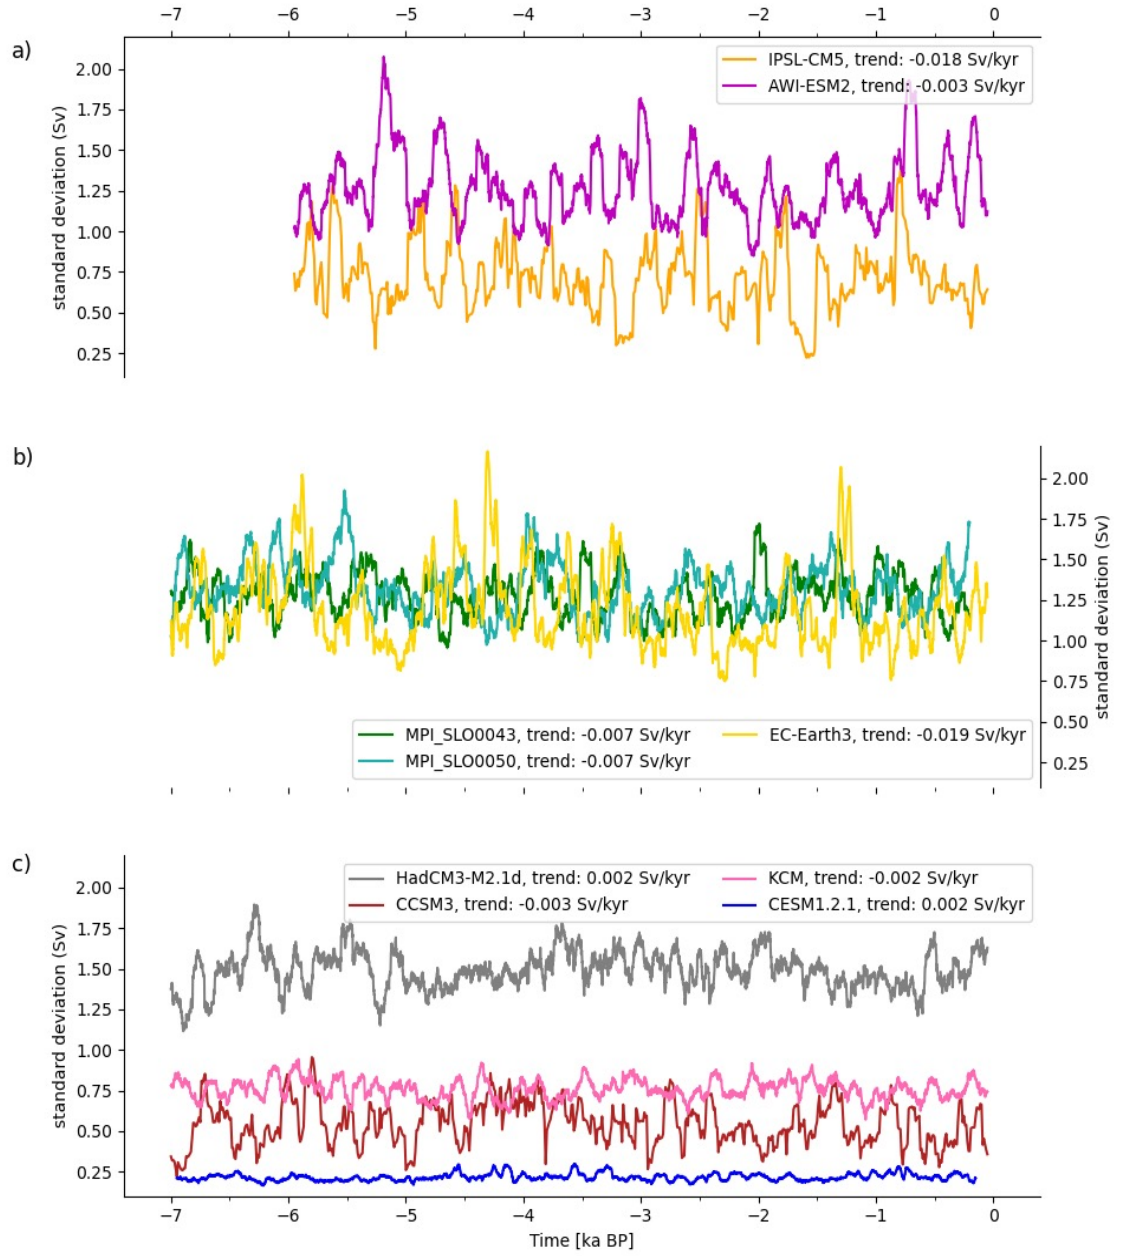 −7 −6 −5 −4 −3 −2 −1 0
a)
IPSL-CM5, trend: -0.018 Sv/kyr
AWI-ESM2, trend: -0.003 Sv/kyr
standard deviation (Sv)
2.00
1.75
1.50
1.25
1.00
0.75
0.50
0.25
b)
2.00
1.75
1.50
1.25
1.00
0.75
0.50
0.25
standard deviation (Sv)
MPI_SLO0043, trend: -0.007 Sv/kyr EC-Earth3, trend: -0.019 Sv/kyr
MPI_SLO0050, trend: -0.007 Sv/kyr
c)
HadCM3-M2.1d, trend: 0.002 Sv/kyr KCM, trend: -0.002 Sv/kyr
CCSM3, trend: -0.003 Sv/kyr CESM1.2.1, trend: 0.002 Sv/kyr
standard deviation (Sv)
2.00
1.75
1.50
1.25
1.00
0.75
0.50
0.25
−7 −6 −5 −4 −3 −2 −1 0
Time [ka BP]